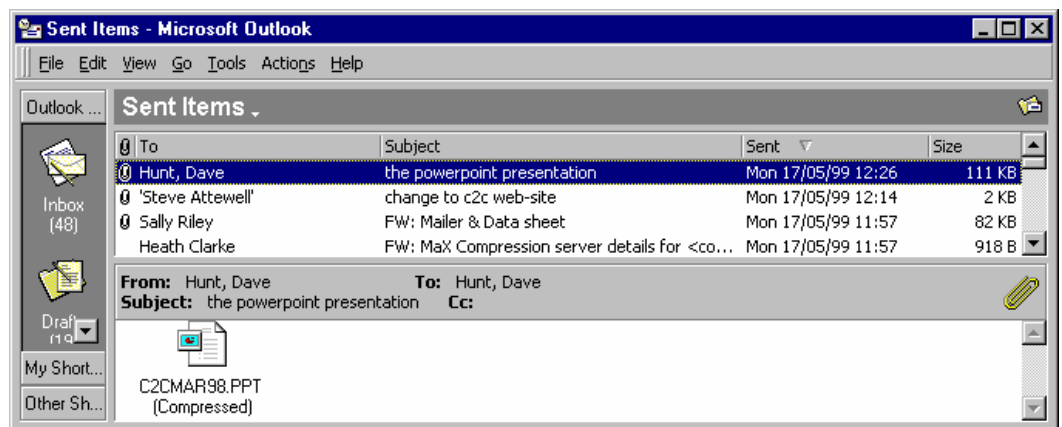 Sent Items - Microsoft Outlook
File Edit View Go Tools Actions Help
Outlook ...
Sent Items
To Subject Sent Size
Hunt, Dave the powerpoint presentation Mon 17/05/99 12:26 111 KB
'Steve Attewell' change to c2c web-site Mon 17/05/99 12:14 2 KB
Sally Riley FW: Mailer & Data sheet Mon 17/05/99 11:57 82 KB
Heath Clarke FW: MaX Compression server details for <co... Mon 17/05/99 11:57 918 B
Inbox
(48)
From: Hunt, Dave To: Hunt, Dave
Subject: the powerpoint presentation Cc:
C2CMAR98.PPT
(Compressed)
My Short...
Other Sh...